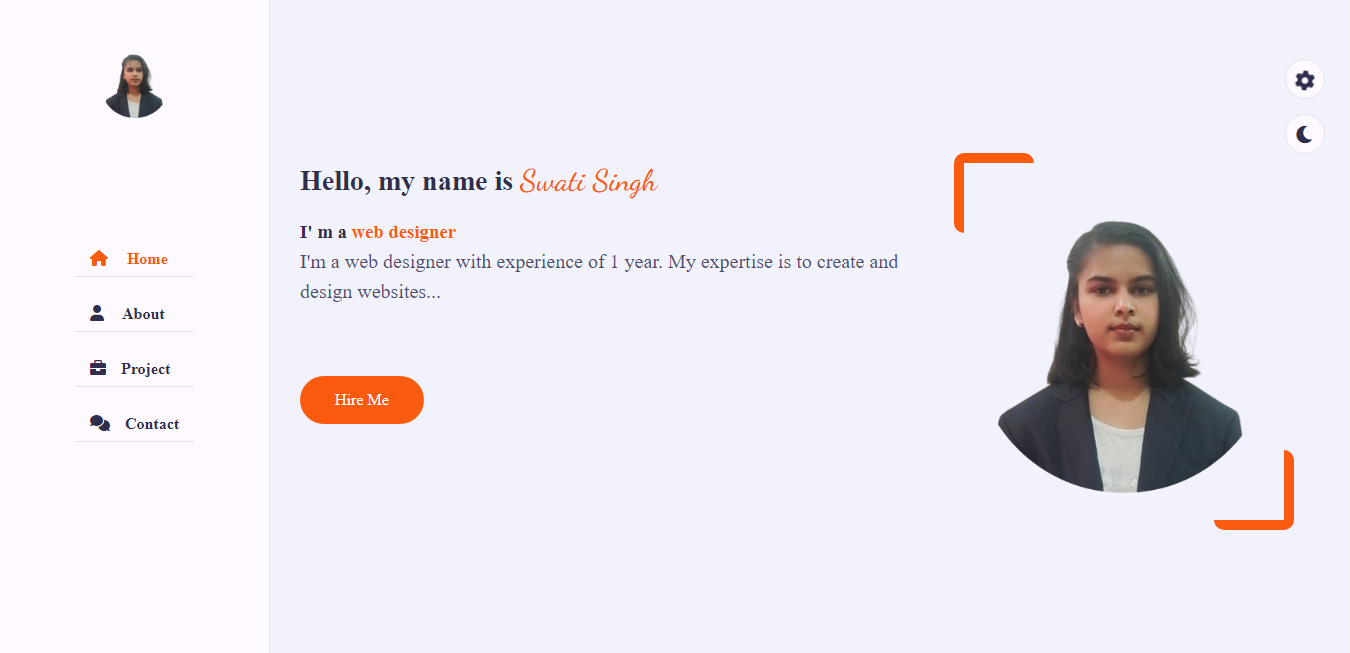 Home
About
Project
Contact
Hello, my name is Swati Singh
I' m a web designer
I'm a web designer with experience of 1 year. My expertise is to create and
design websites...
Hire Me